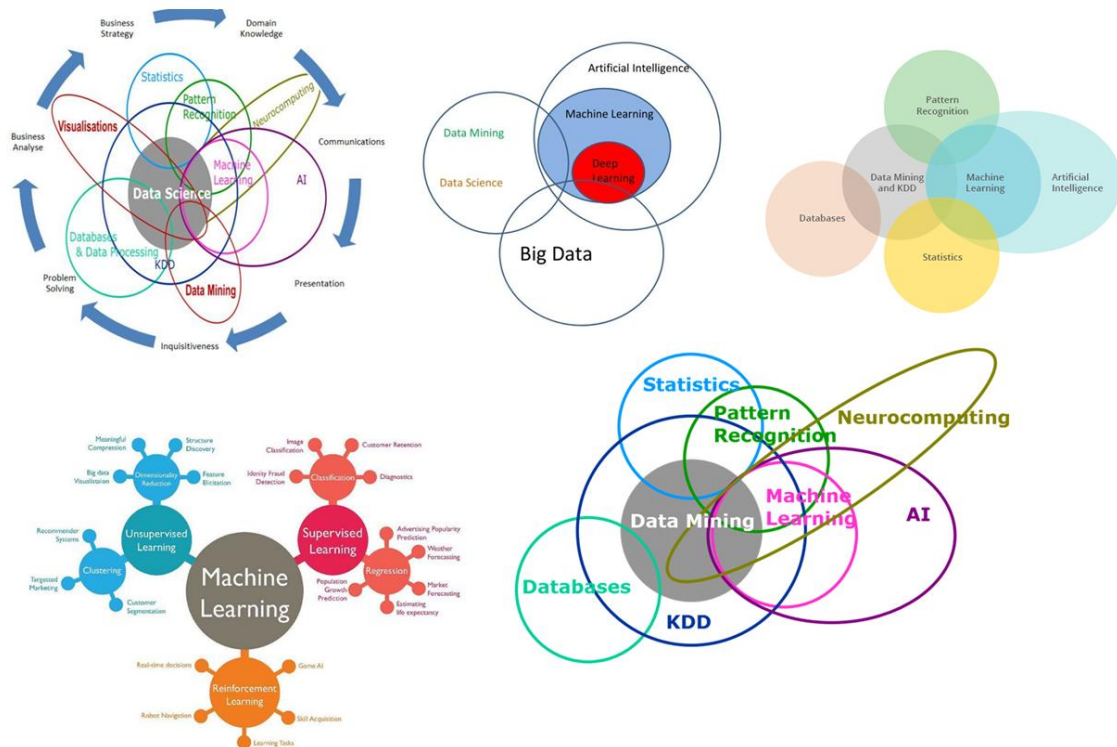 Business
Strategy
Domain
Knowledge
Statistics
Pattern
Recognition
Neurocomputing
Visualisations
Business
Analyse
Communications
Machine
Learning
AI
Data Science
Databases
& Data Processing
KDD
Data Mining
Problem
Solving
Presentation
Inquisitiveness
Artificial Intelligence
Machine Learning
Data Mining
Deep
Learning
Data Science
Big Data
Pattern
Recognition
Data Mining
and KDD
Machine
Learning
Artificial
Intelligence
Databases
Statistics
Meaningful
Compression
Structure
Discovery
Big data
Visualistaion
Dimensionality
Reduction
Feature
Elicitation
Unsupervised
Learning
Recommender
Systems
Clustering
Targetted
Marketing
Customer
Segmentation
Image
Classification
Customer Retention
Idenity Fraud
Detection
Classification
Diagnostics
Supervised
Learning
Advertising Popularity
Prediction
Weather
Forecasting
Regression
Population
Growth
Prediction
Market
Forecasting
Estimating
life expectancy
Machine
Learning
Real-time decisions
Game AI
Reinforcement
Learning
Robot Navigation
Skill Acquisition
Learning Tasks
Statistics
Pattern
Recognition
Neurocomputing
Machine
Learning
Data Mining
AI
Databases
KDD